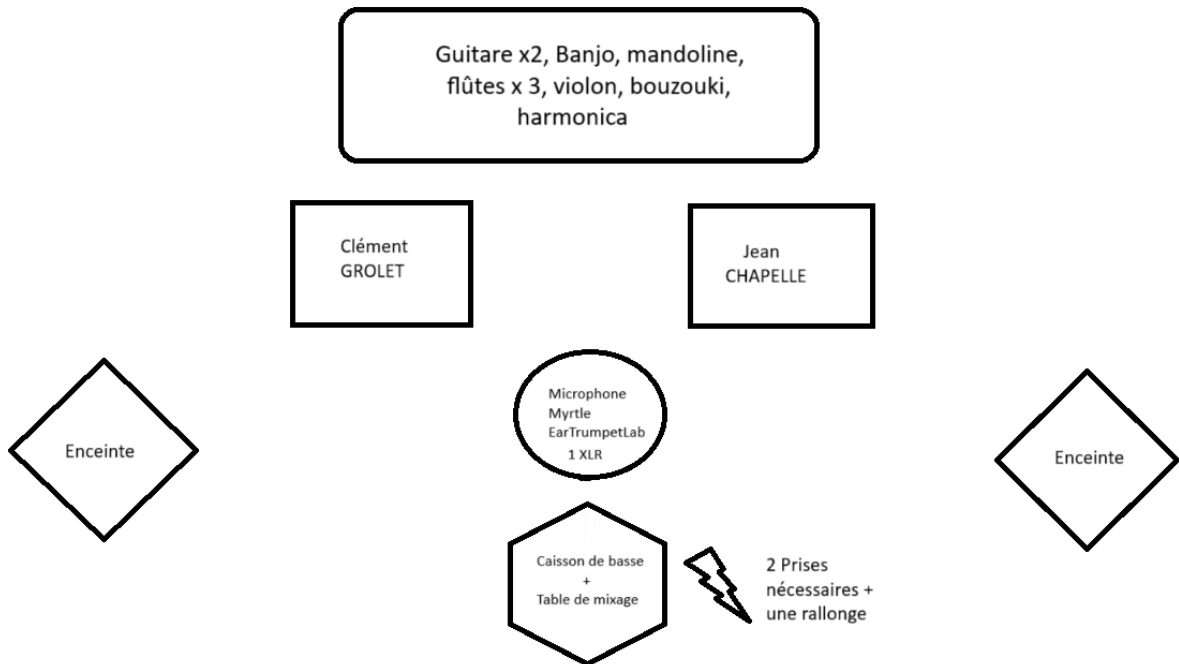 Guitare x2, Banjo, mandoline,
flûtes x 3, violon, bouzouki,
harmonica
Clément
GROLET
Jean
CHAPELLE
Enceinte
Microphone
Myrtle
EarTrumpetLab
1 XLR
Enceinte
Caisson de basse
+
Table de mixage
2 Prises
nécessaires +
une rallonge